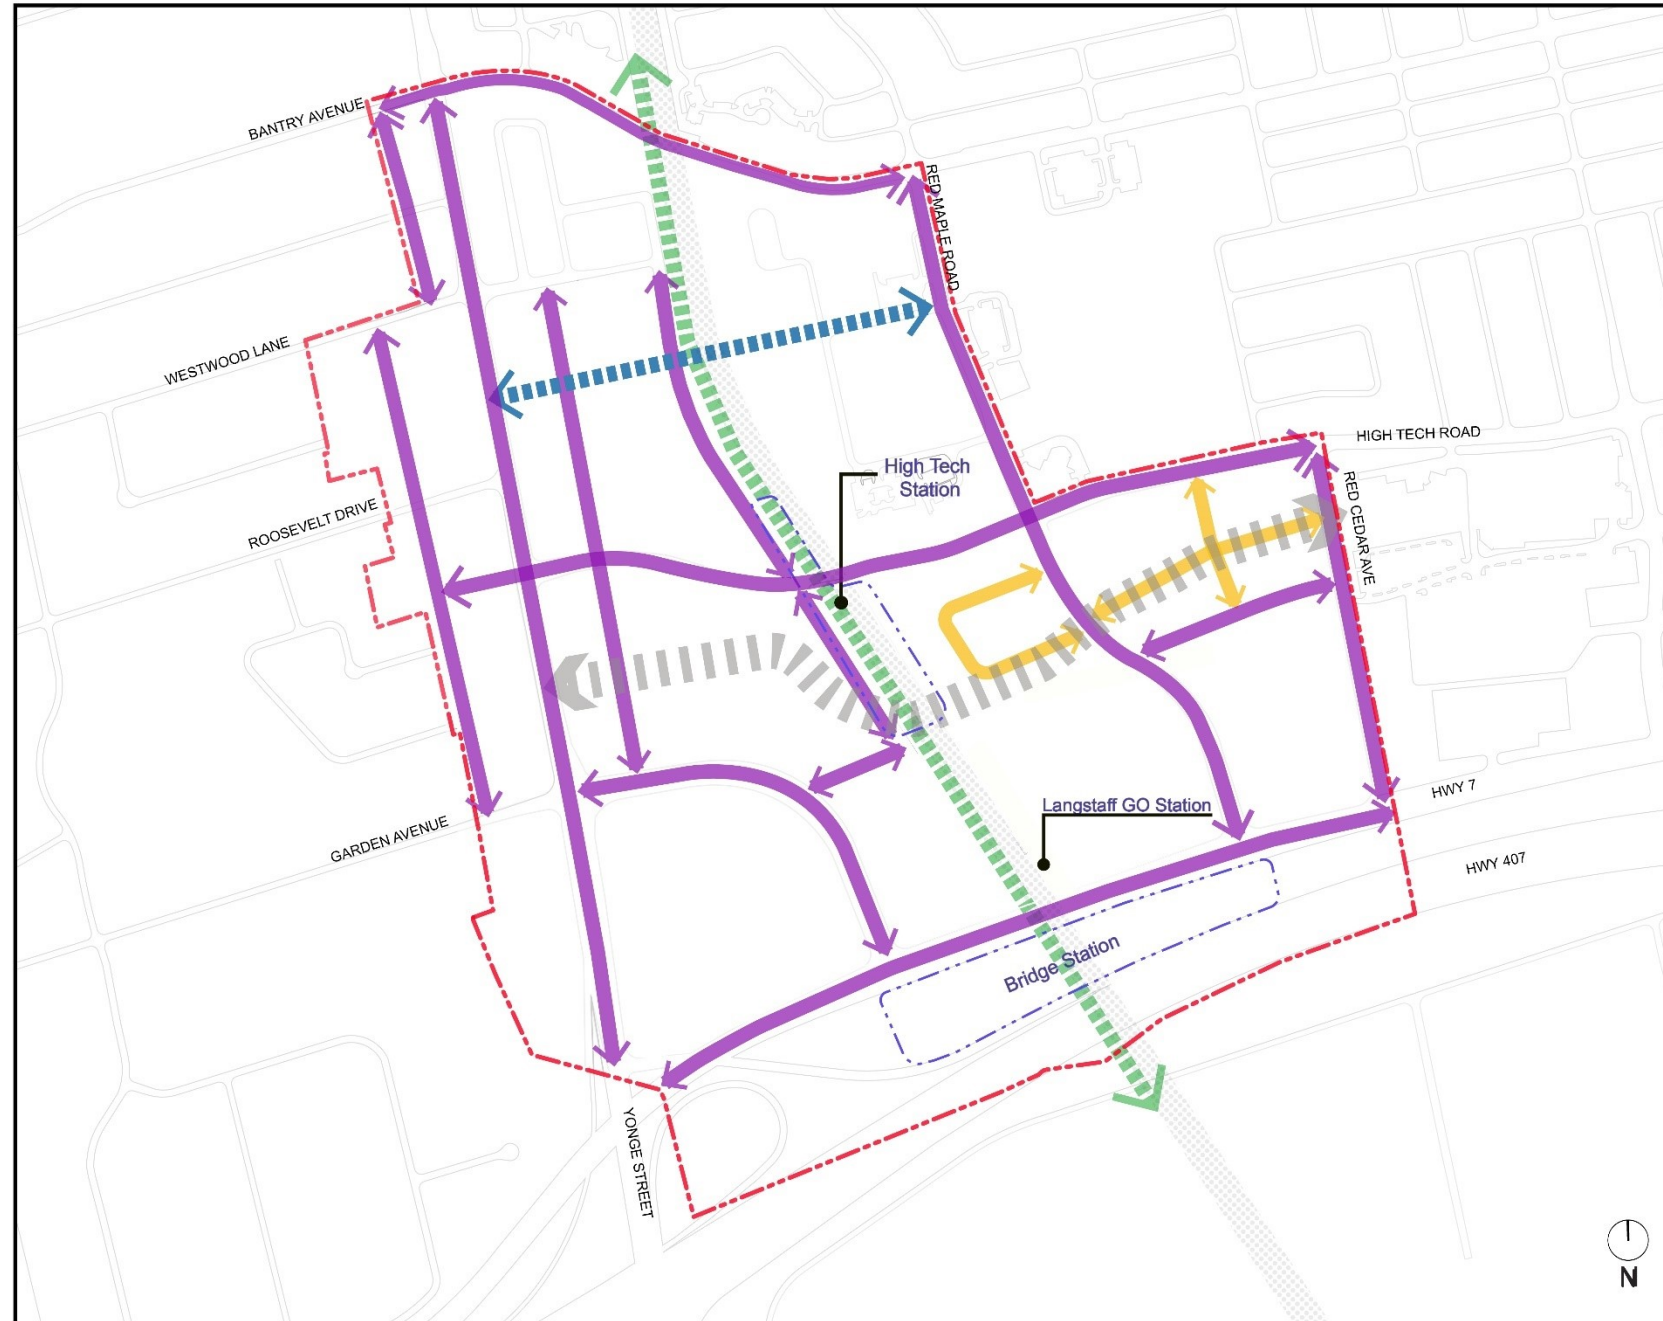 BANTRY AVENUE
RED MAPLE ROAD
WESTWOOD LANE
HIGH TECH ROAD
High Tech
Station
RED CEDAR AVE
ROOSEVELT DRIVE
HWY 7
Langstaff GO Station
GARDEN AVENUE
HWY 407
Bridge Station
YONGE STREET
N